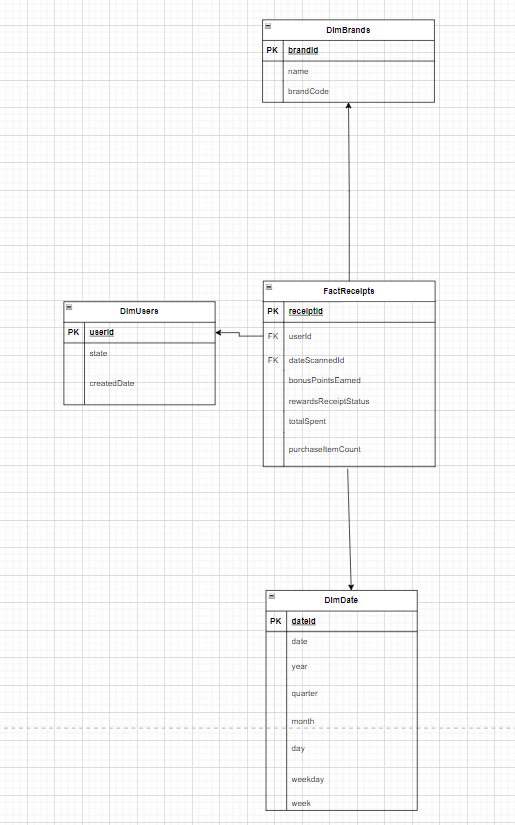 DimBrands
PK brandId
name
brandCode
FactReceipts
PK receiptId
FK userId
FK dateScannedId
bonusPointsEarned
rewardsReceiptStatus
totalSpent
purchaseItemCount
DimUsers
PK userId
state
createdDate
DimDate
PK dateId
date
year
quarter
month
day
weekday
week